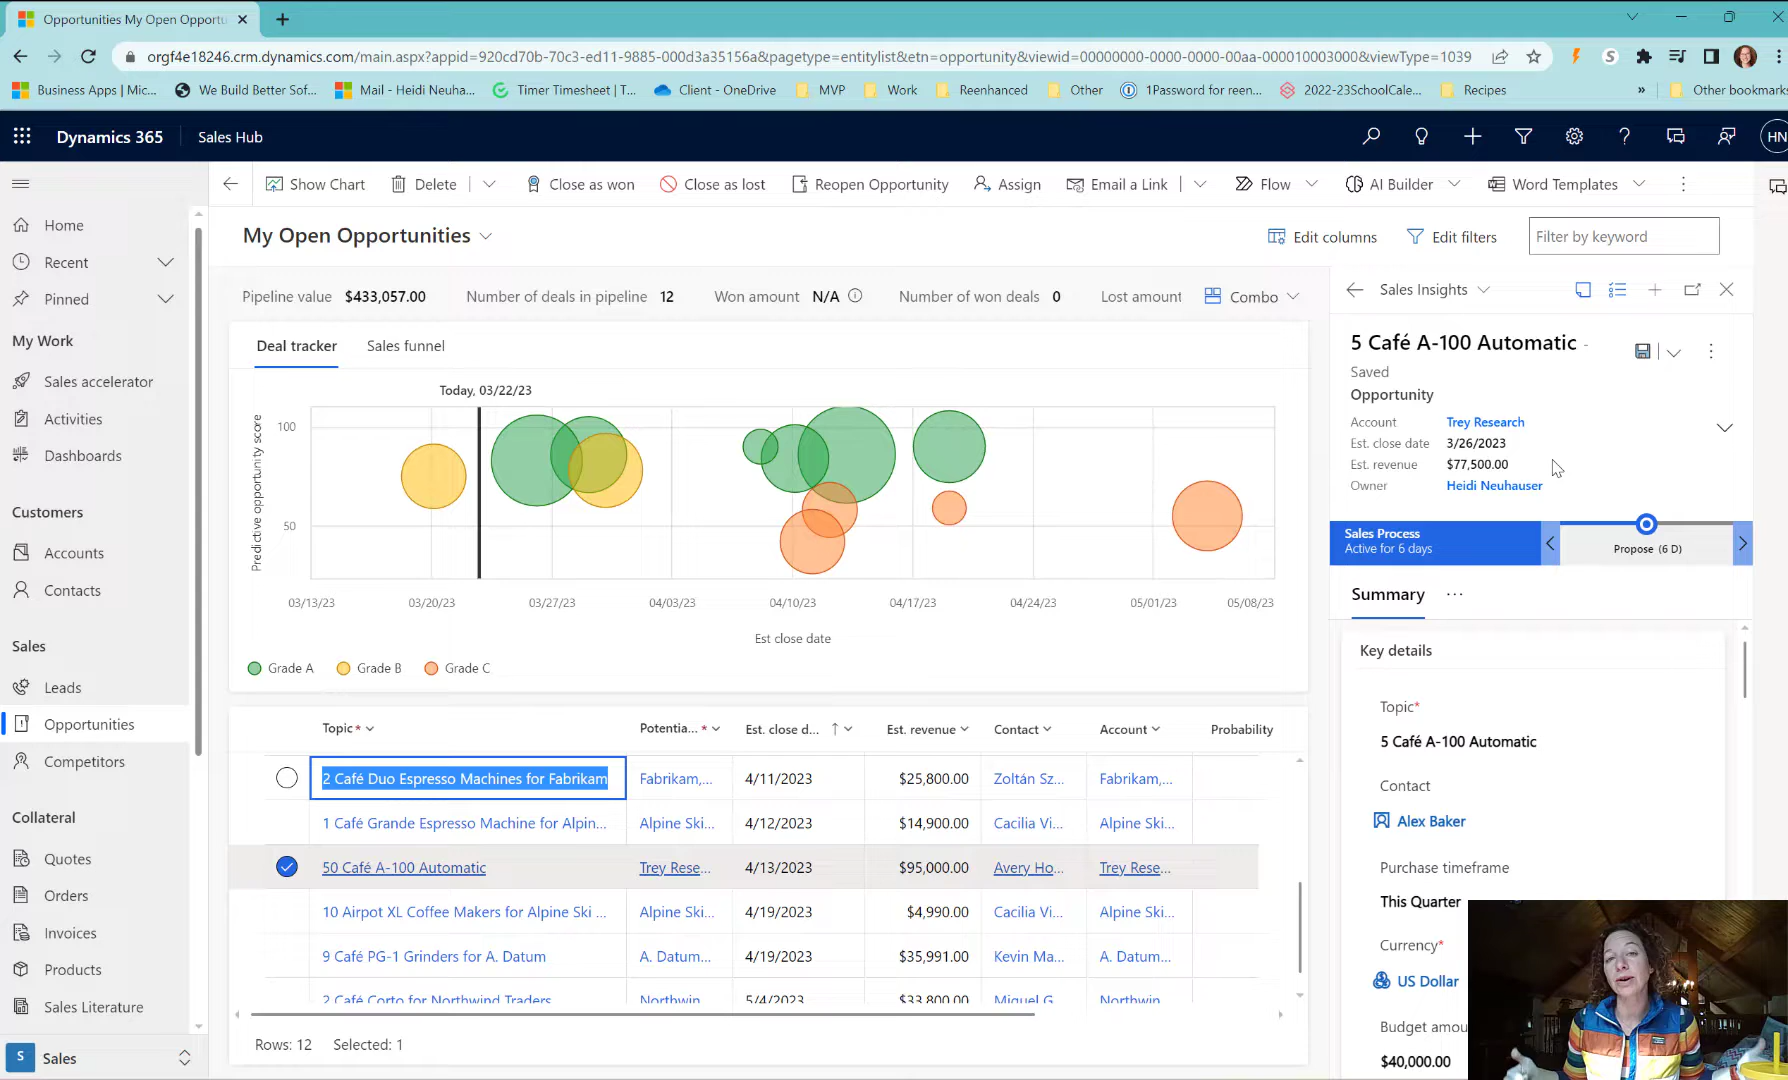 Opportunities My Open Opportu
orgf4e18246.crm.dynamics.com/main.aspx?appid=920cd70b-70c3-ed11-9885-000d3a35156a&pagetype=entitylist&etn=opportunity&viewid=00000000-0000-0000-00aa-000010003000&viewType=1039
Business Apps | Mic...
We Build Better Sof...
Mail - Heidi Neuha...
Timer Timesheet | T...
Client - OneDrive
MVP
Work
Reenhanced
Other
1Password for reen...
2022-23SchoolCale...
Recipes
»
Other bookmarks
Dynamics 365
Sales Hub
HN
Show Chart
Delete
Close as won
Close as lost
Reopen Opportunity
Assign
Email a Link
Flow
AI Builder
Word Templates
Home
Recent
Pinned
My Work
Sales accelerator
Activities
Dashboards
Customers
Accounts
Contacts
Sales
Leads
Opportunities
Competitors
Collateral
Quotes
Orders
Invoices
Products
Sales Literature
S Sales
My Open Opportunities
Edit columns
Edit filters
Filter by keyword
Pipeline value $433,057.00
Number of deals in pipeline 12
Won amount N/A
Number of won deals 0
Lost amount
Combo
Deal tracker
Sales funnel
Today, 03/22/23
Predictive opportunity score
100
50
03/13/23 03/20/23 03/27/23 04/03/23 04/10/23 04/17/23 04/24/23 05/01/23 05/08/23
Est close date
Grade A Grade B Grade C
Topic* Potentia... * Est. close d... Est. revenue Contact Account Probability
2 Café Duo Espresso Machines for Fabrikam Fabrikam,... 4/11/2023 $25,800.00 Zoltán Sz... Fabrikam,...
1 Café Grande Espresso Machine for Alpin... Alpine Ski... 4/12/2023 $14,900.00 Cacilia Vi... Alpine Ski...
50 Café A-100 Automatic Trey Rese... 4/13/2023 $95,000.00 Avery Ho... Trey Rese...
10 Airpot XL Coffee Makers for Alpine Ski ... Alpine Ski... 4/19/2023 $4,990.00 Cacilia Vi... Alpine Ski...
9 Café PG-1 Grinders for A. Datum A. Datum... 4/19/2023 $35,991.00 Kevin Ma... A. Datum...
2 Café Corto for Northwind Traders Northwin 5/4/2023 $33,800.00 Miguel G Northwin
Rows: 12 Selected: 1
Sales Insights
5 Café A-100 Automatic -
Saved
Opportunity
Account Trey Research
Est. close date 3/26/2023
Est. revenue $77,500.00
Owner Heidi Neuhauser
Sales Process
Active for 6 days
Propose (6 D)
Summary
Key details
Topic*
5 Café A-100 Automatic
Contact
Alex Baker
Purchase timeframe
This Quarter
Currency*
US Dollar
Budget amou
$40,000.00